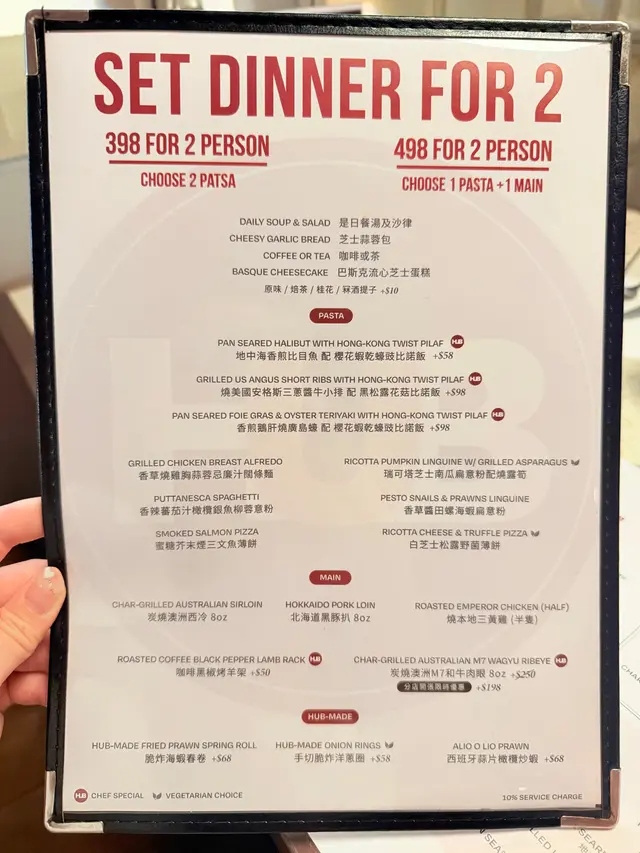 SET DINNER FOR 2
398 FOR 2 PERSON
CHOOSE 2 PATSA
498 FOR 2 PERSON
CHOOSE 1 PASTA +1 MAIN
DAILY SOUP & SALAD 是日餐湯及沙律
CHEESY GARLIC BREAD 芝士蒜蓉包
COFFEE OR TEA 咖啡或茶
BASQUE CHEESECAKE 巴斯克流心芝士蛋糕
原味 / 焙茶 / 桂花 / 冧酒提子 +$10
PASTA
PAN SEARED HALIBUT WITH HONG-KONG TWIST PILAF HUB
地中海香煎比目魚 配 櫻花蝦乾蠔豉比諾飯 +$58
GRILLED US ANGUS SHORT RIBS WITH HONG-KONG TWIST PILAF HUB
燒美國安格斯三蔥醬牛小排 配 黑松露花菇比諾飯 +$98
PAN SEARED FOIE GRAS & OYSTER TERIYAKI WITH HONG-KONG TWIST PILAF HUB
香煎鵝肝燒廣島蠔 配 櫻花蝦乾蠔豉比諾飯 +$98
GRILLED CHICKEN BREAST ALFREDO
香草燒雞胸蒜蓉忌廉汁闊條麵
RICOTTA PUMPKIN LINGUINE W/ GRILLED ASPARAGUS
瑞可塔芝士南瓜扁意粉配燒露筍
PUTTANESCA SPAGHETTI
香辣蕃茄汁橄欖銀魚柳蓉意粉
PESTO SNAILS & PRAWNS LINGUINE
香草醬田螺海蝦扁意粉
SMOKED SALMON PIZZA
蜜糖芥末煙三文魚薄餅
RICOTTA CHEESE & TRUFFLE PIZZA
白芝士松露野菌薄餅
MAIN
CHAR-GRILLED AUSTRALIAN SIRLOIN
炭燒澳洲西冷 8oz
HOKKAIDO PORK LOIN
北海道黑豚扒 8oz
ROASTED EMPEROR CHICKEN (HALF)
燒本地三黃雞 (半隻)
ROASTED COFFEE BLACK PEPPER LAMB RACK HUB
咖啡黑椒烤羊架 +$50
CHAR-GRILLED AUSTRALIAN M7 WAGYU RIBEYE HUB
炭燒澳洲M7和牛肉眼 8oz +$250
分店開張限時優惠 +$198
HUB-MADE
HUB-MADE FRIED PRAWN SPRING ROLL
脆炸海蝦春卷 +$68
HUB-MADE ONION RINGS
手切脆炸洋蔥圈 +$58
ALIO O LIO PRAWN
西班牙蒜片橄欖炒蝦 +$68
HUB CHEF SPECIAL VEGETARIAN CHOICE
10% SERVICE CHARGE